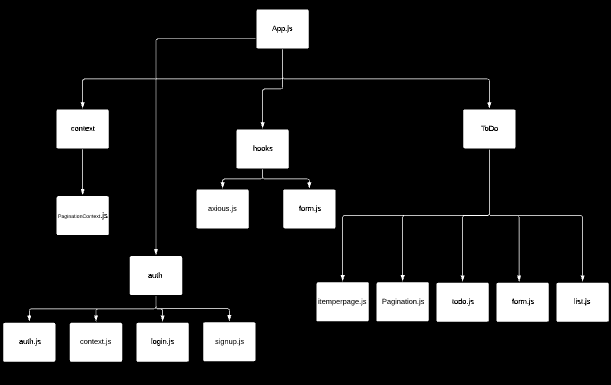 App.js
context
hooks
ToDo
PaginationContext.js
axious.js
form.js
auth
itemperpage.js
Pagination.js
todo.js
form.js
list.js
auth.js
context.js
login.js
signup.js